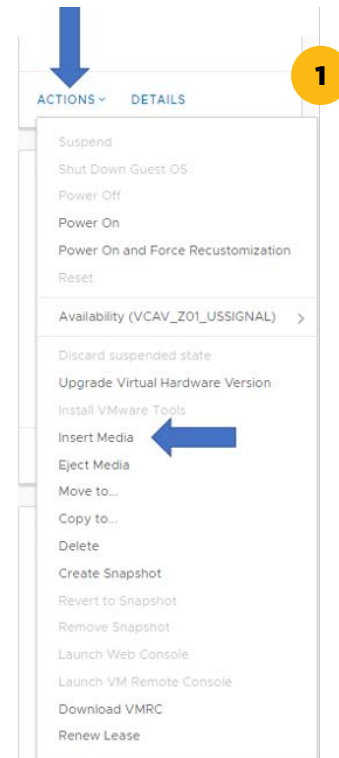 1
ACTIONS DETAILS
Suspend
Shut Down Guest OS
Power Off
Power On
Power On and Force Recustomization
Reset
Availability (VCAV_Z01_USSIGNAL)
Discard suspended state
Upgrade Virtual Hardware Version
Install VMware Tools
Insert Media
Eject Media
Move to...
Copy to...
Delete
Create Snapshot
Revert to Snapshot
Remove Snapshot
Launch Web Console
Launch VM Remote Console
Download VMRC
Renew Lease